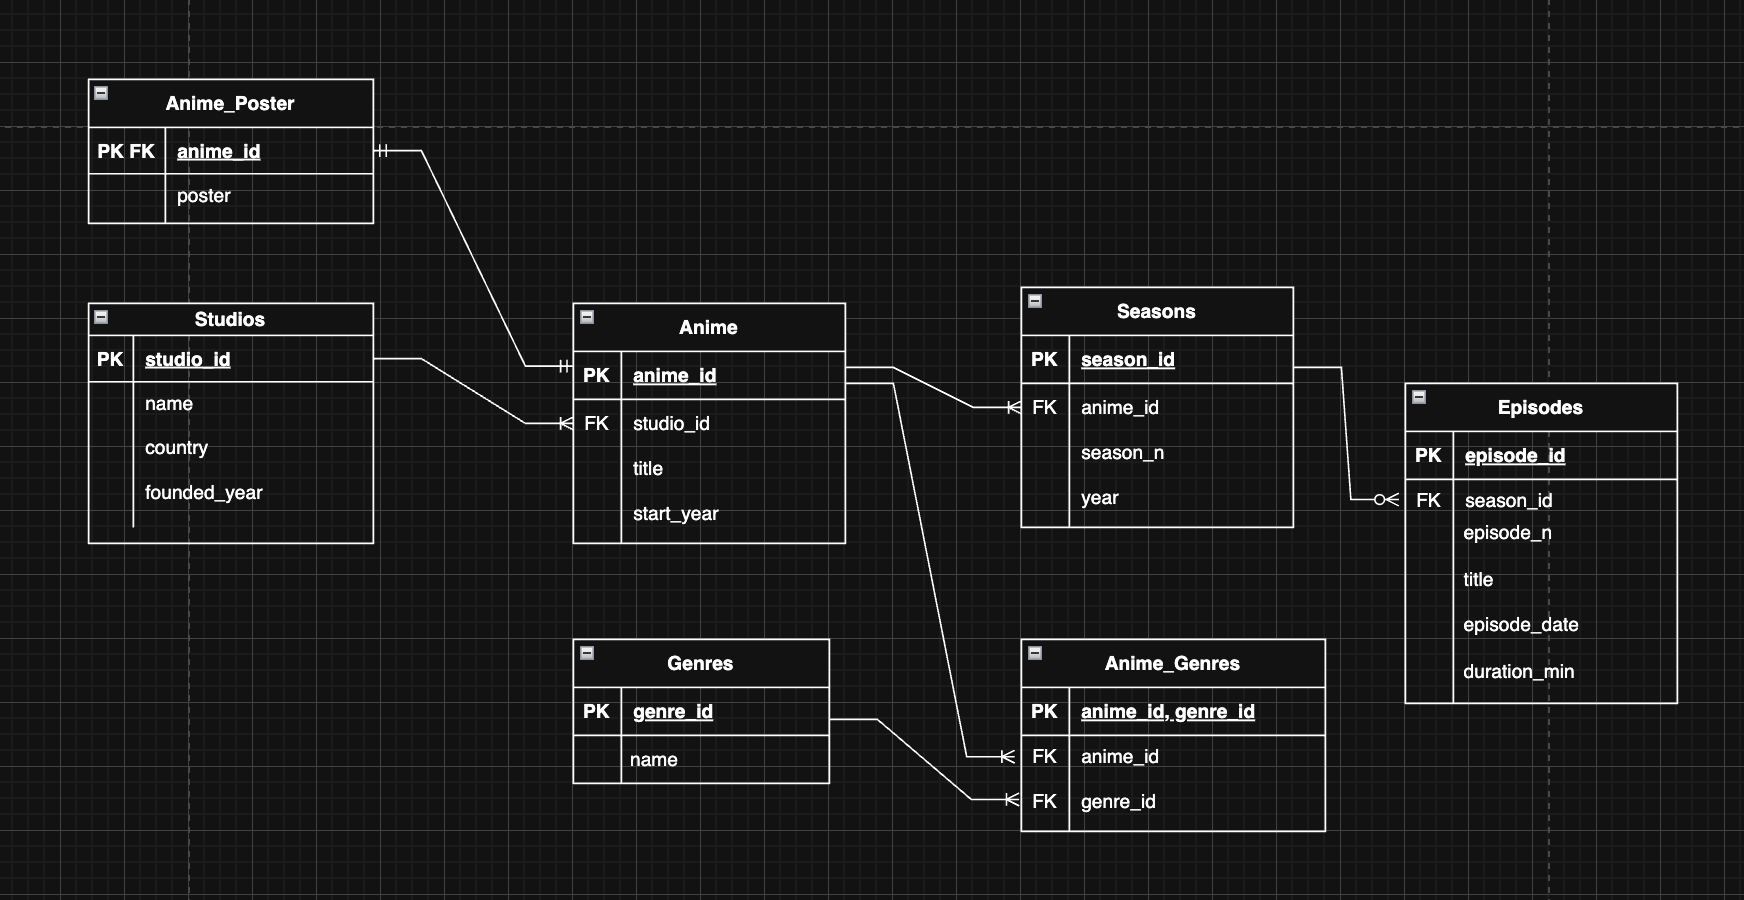 Anime_Poster
PK FK anime_id
poster
Studios
PK studio_id
name
country
founded_year
Anime
PK anime_id
FK studio_id
title
start_year
Seasons
PK season_id
FK anime_id
season_n
year
Episodes
PK episode_id
FK season_id
episode_n
title
episode_date
duration_min
Genres
PK genre_id
name
Anime_Genres
PK anime_id, genre_id
FK anime_id
FK genre_id